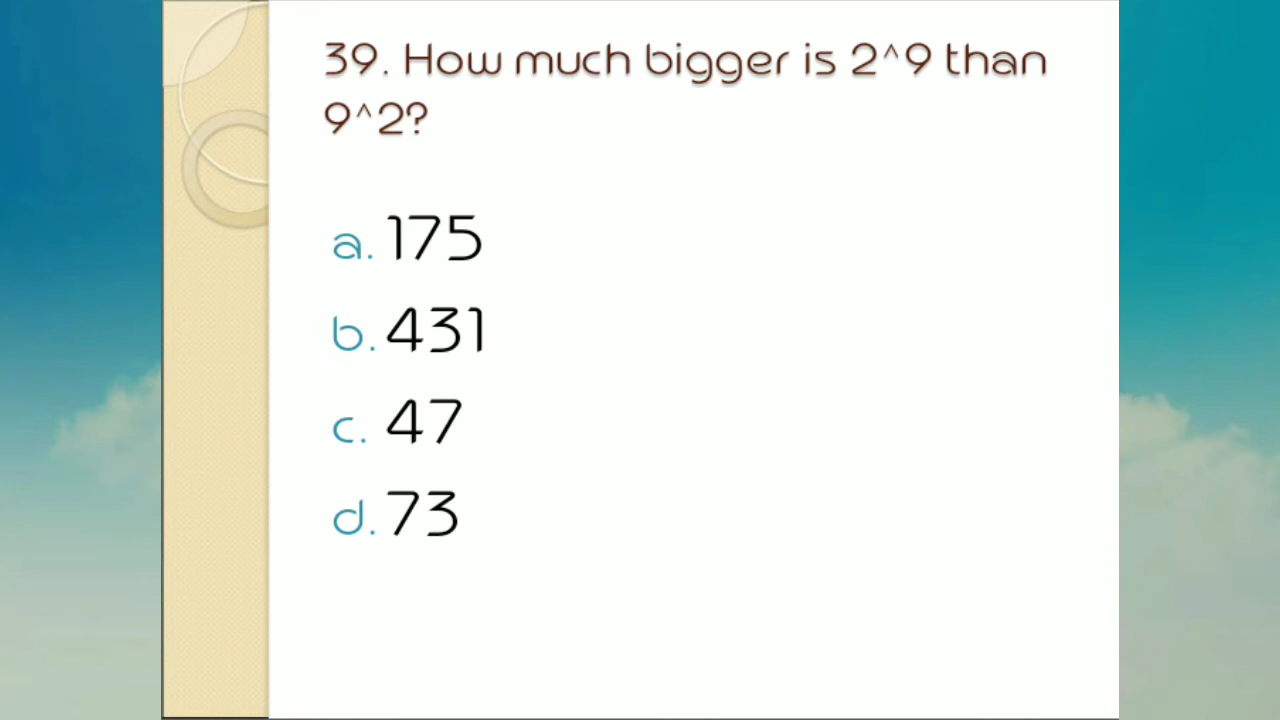 39. How much bigger is 2^9 than
9^2?
a. 175
b. 431
c. 47
d. 73